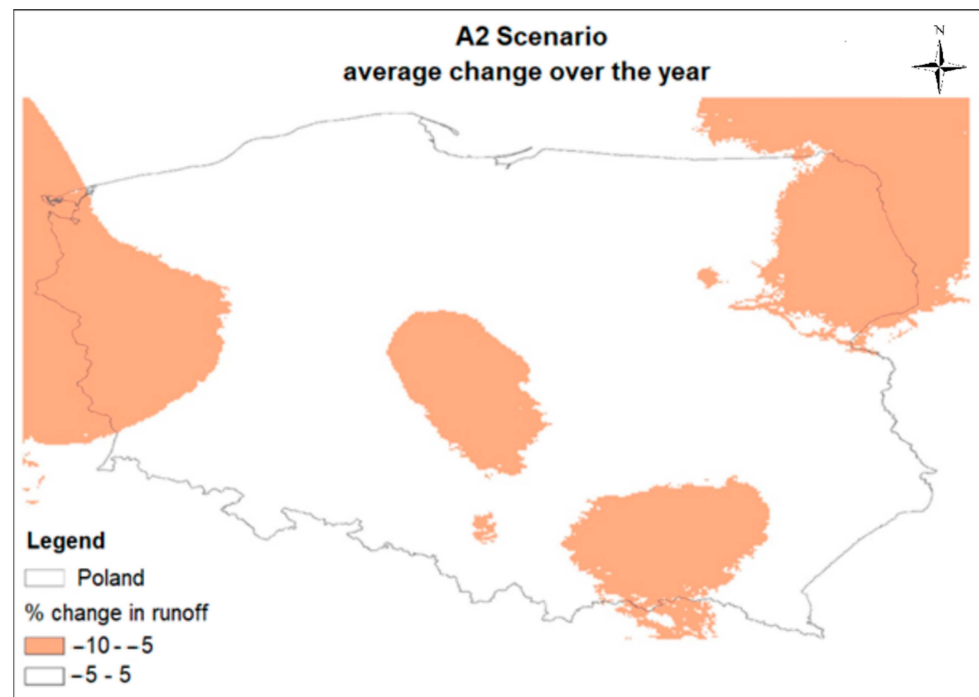 A2 Scenario
average change over the year
N
Legend
Poland
% change in runoff
−10 - −5
−5 - 5